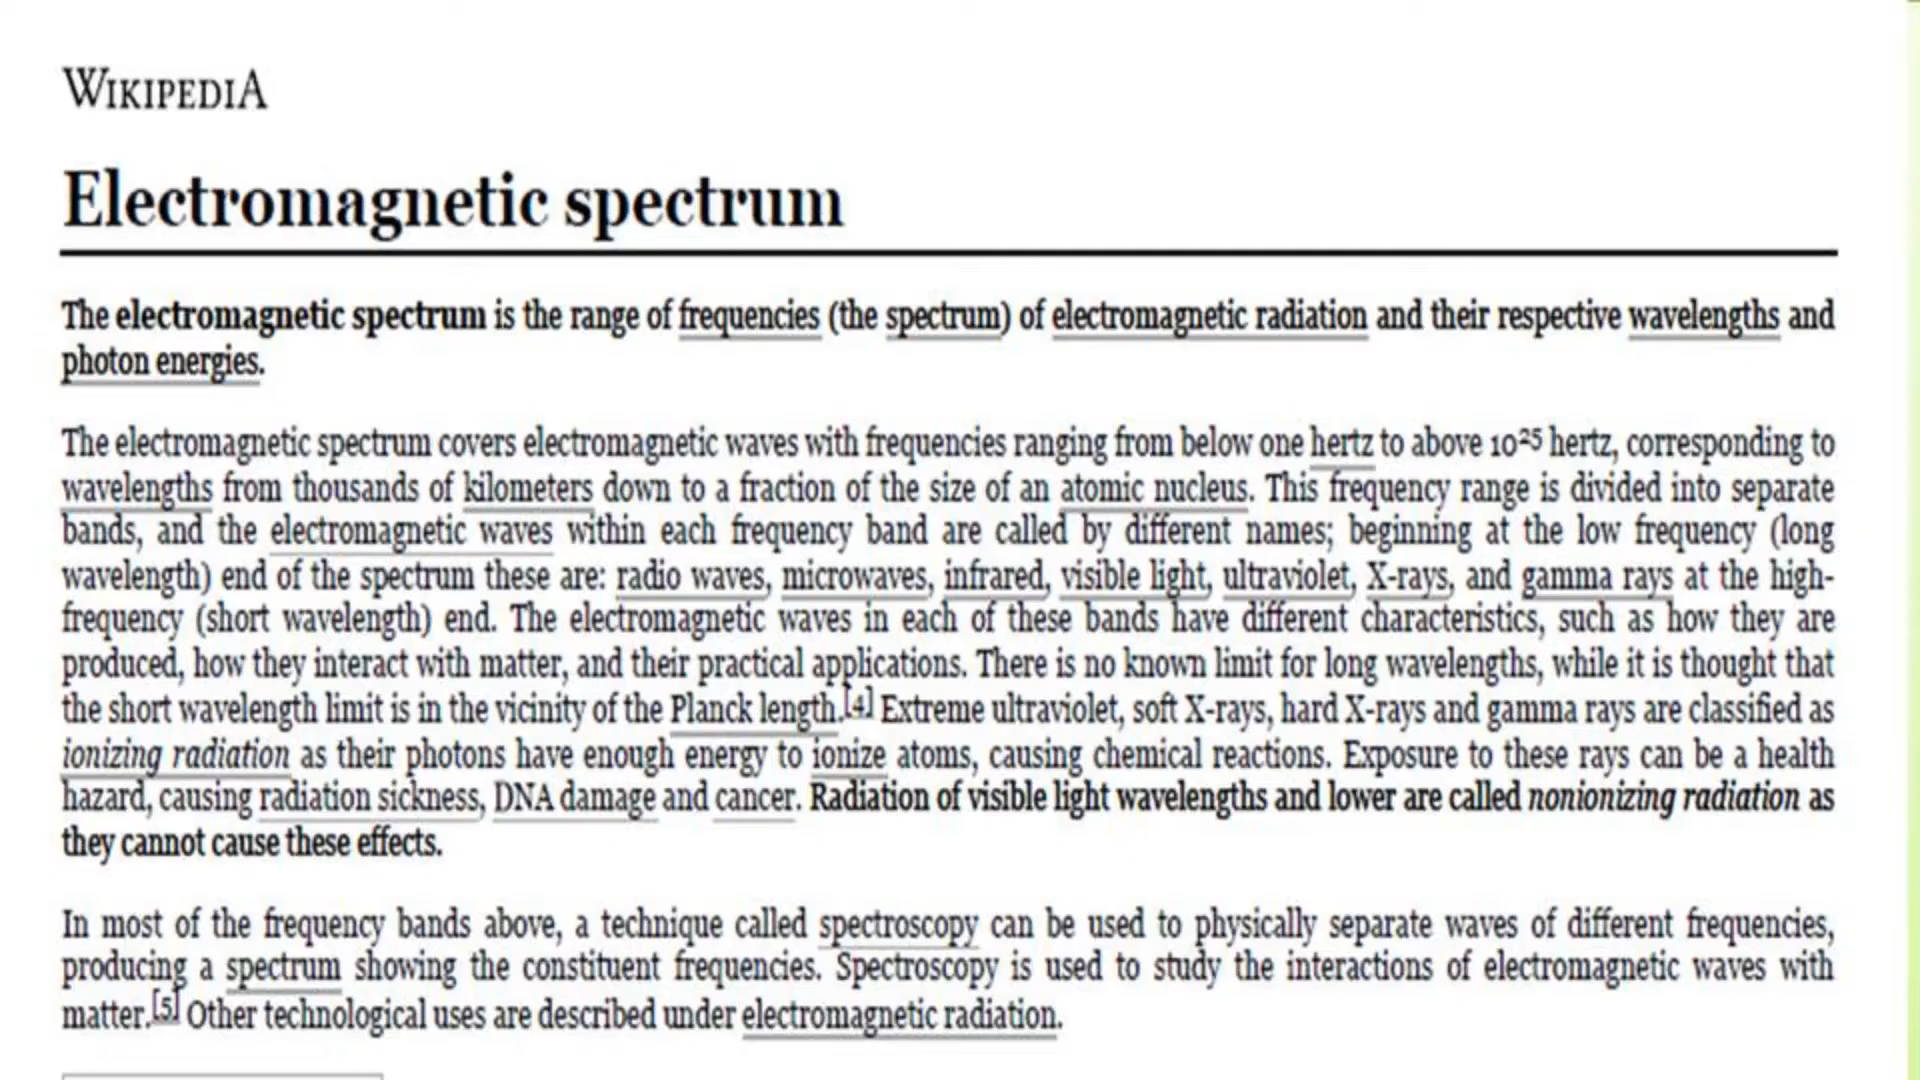 WIKIPEDIA
Electromagnetic spectrum
The electromagnetic spectrum is the range of frequencies (the spectrum) of electromagnetic radiation and their respective wavelengths and
photon energies.
The electromagnetic spectrum covers electromagnetic waves with frequencies ranging from below one hertz to above 10²⁵ hertz, corresponding to
wavelengths from thousands of kilometers down to a fraction of the size of an atomic nucleus. This frequency range is divided into separate
bands, and the electromagnetic waves within each frequency band are called by different names; beginning at the low frequency (long
wavelength) end of the spectrum these are: radio waves, microwaves, infrared, visible light, ultraviolet, X-rays, and gamma rays at the high-
frequency (short wavelength) end. The electromagnetic waves in each of these bands have different characteristics, such as how they are
produced, how they interact with matter, and their practical applications. There is no known limit for long wavelengths, while it is thought that
the short wavelength limit is in the vicinity of the Planck length.[4] Extreme ultraviolet, soft X-rays, hard X-rays and gamma rays are classified as
ionizing radiation as their photons have enough energy to ionize atoms, causing chemical reactions. Exposure to these rays can be a health
hazard, causing radiation sickness, DNA damage and cancer. Radiation of visible light wavelengths and lower are called nonionizing radiation as
they cannot cause these effects.
In most of the frequency bands above, a technique called spectroscopy can be used to physically separate waves of different frequencies,
producing a spectrum showing the constituent frequencies. Spectroscopy is used to study the interactions of electromagnetic waves with
matter.[5] Other technological uses are described under electromagnetic radiation.